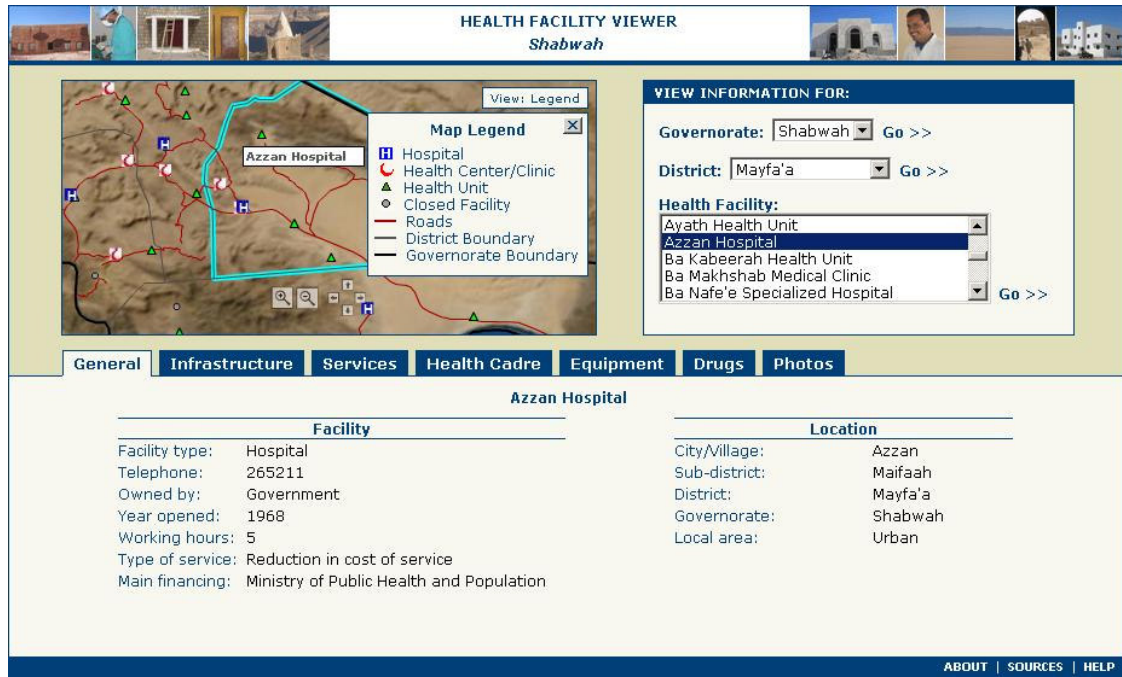 HEALTH FACILITY VIEWER
Shabwah
View: Legend
Azzan Hospital
Map Legend
Hospital
Health Center/Clinic
Health Unit
Closed Facility
Roads
District Boundary
Governorate Boundary
VIEW INFORMATION FOR:
Governorate: Shabwah Go >>
District: Mayfa'a Go >>
Health Facility:
Ayath Health Unit
Azzan Hospital
Ba Kabeerah Health Unit
Ba Makhshab Medical Clinic
Ba Nafe'e Specialized Hospital Go >>
General Infrastructure Services Health Cadre Equipment Drugs Photos
Azzan Hospital
Facility
Facility type: Hospital
Telephone: 265211
Owned by: Government
Year opened: 1968
Working hours: 5
Type of service: Reduction in cost of service
Main financing: Ministry of Public Health and Population
Location
City/Village: Azzan
Sub-district: Maifaah
District: Mayfa'a
Governorate: Shabwah
Local area: Urban
ABOUT | SOURCES | HELP